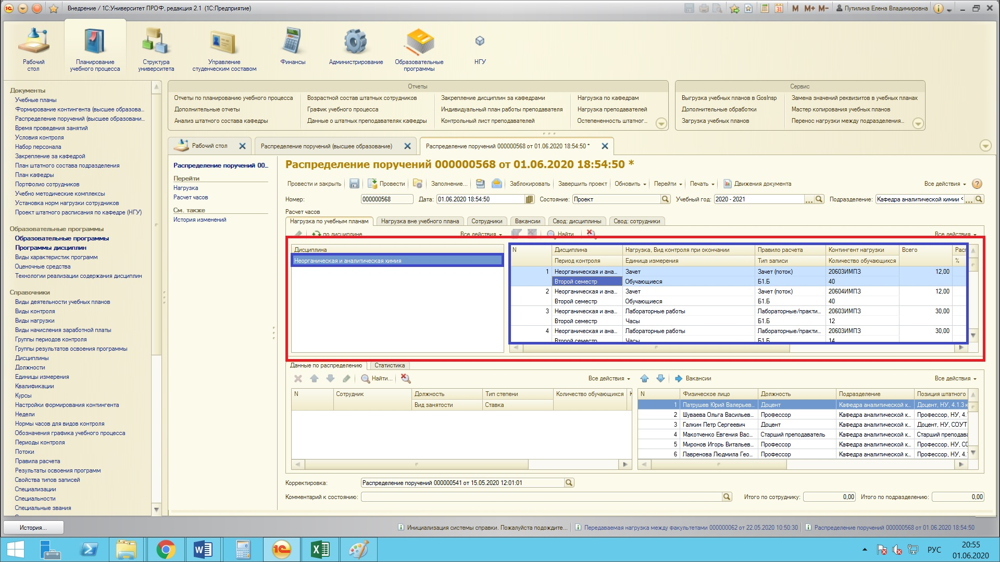 Внедрение / 1С:Университет ПРОФ, редакция 2.1 (1С:Предприятие)
M M+ M-
Путилина Елена Владимировна
Рабочий стол
Планирование учебного процесса
Структура университета
Управление студенческим составом
Финансы
Администрирование
Образовательные программы
НГУ
Документы
Учебные планы
Формирование контингента (высшее образова...
Распределение поручений (высшее образовани...
Время проведения занятий
Условия контроля
Набор персонала
Закрепление за кафедрой
План штатного состава подразделения
План кафедры
Портфолио сотрудников
Учебно методические комплексы
Установка норм нагрузки сотрудников
Проект штатного расписания по кафедре (НГУ)
Образовательные программы
Образовательные программы
Программы дисциплин
Виды характеристик программ
Оценочные средства
Технологии реализации содержания дисциплин
Справочники
Виды деятельности учебных планов
Виды контроля
Виды нагрузки
Виды начисления заработной платы
Группы периодов контроля
Группы результатов освоения программы
Дисциплины
Должности
Единицы измерения
Квалификации
Курсы
Настройки формирования контингента
Недели
Нормы часов для видов контроля
Обозначения графика учебного процесса
Периоды контроля
Потоки
Правила расчета
Результаты освоения программ
Свойства типов записей
Специализации
Специальности
Специальные звания
Отчеты
Отчеты по планированию учебного процесса
Дополнительные отчеты
Анализ штатного состава кафедры
Возрастной состав штатных сотрудников
График учебного процесса
Данные о штатных преподавателях кафедры
Закрепление дисциплин за кафедрами
Индивидуальный план работы преподавателя
Контрольный лист преподавателей
Нагрузка по кафедрам
Нагрузка преподавателей
Остепененность штатног...
Сервис
Выгрузка учебных планов в GosInsp
Дополнительные обработки
Загрузка учебных планов
Замена значений реквизитов в учебных планах
Мастер копирования учебных планов
Перенос нагрузки между подразделения...
Рабочий стол
Распределение поручений (высшее образование)
Распределение поручений 000000568 от 01.06.2020 18:54:50 *
Распределение поручений 00...
Перейти
Нагрузка
Расчет часов
См. также
История изменений
Распределение поручений 000000568 от 01.06.2020 18:54:50 *
Провести и закрыть Провести Заполнение... Заблокировать Завершить проект Обновить Перейти Печать Движения документа Все действия
Номер: 000000568 Дата: 01.06.2020 18:54:50 Состояние: Проект Учебный год: 2020 - 2021 ... Подразделение: Кафедра аналитической химии ...
Расчет часов
Нагрузка по учебным планам Нагрузка вне учебного плана Сотрудники Вакансии Свод: дисциплины Свод: сотрудники
по дисциплине Все действия Найти... Все действия
Дисциплина
Неорганическая и аналитическая химия
N Дисциплина Нагрузка, Вид контроля при окончании Правило расчета Контингент нагрузки Всего Расп
Период контроля Единица измерения Тип записи Количество обучающихся %
1 Неорганическая и ана... Зачет Зачет (поток) 20603ИМПЗ 12,00
Второй семестр Обучающиеся Б1.Б 40
2 Неорганическая и ана... Зачет Зачет (поток) 20604ИМПЗ 12,00
Второй семестр Обучающиеся Б1.Б 40
3 Неорганическая и ана... Лабораторные работы Лабораторные/практи... 20603ИМПЗ 30,00
Второй семестр Часы Б1.Б 12
4 Неорганическая и ана... Лабораторные работы Лабораторные/практи... 20603ИМПЗ 30,00
Второй семестр Часы Б1.Б 14
Данные по распределению Статистика
Найти... Все действия
N Сотрудник Должность Тип степени Количество обучающихся
Вид занятости Ставка
Вакансии Все действия
N Физическое лицо Должность Подразделение Позиция штатного
1 Патрушев Юрий Валерьев... Доцент Кафедра аналитической х... Доцент, НУ, 4.1.3 к
2 Шуваева Ольга Васильев... Профессор Кафедра аналитической х... Профессор, НУ, 4.
3 Галкин Петр Сергеевич Доцент Кафедра аналитической х... Доцент, НУ, СОУТ
4 Макотченко Евгения Вас... Старший преподаватель Кафедра аналитической х... Старший преподава
5 Миронов Игорь Витальев... Профессор Кафедра аналитической х... Профессор, НУ, СО
6 Лавренова Людмила Гео... Профессор Кафедра аналитической х... Профессор, НУ, 4.
Корректировка: Распределение поручений 000000541 от 15.05.2020 12:01:01
Комментарий к состоянию: Итого по сотруднику: 0,00 Итого по подразделению: 0,00
История...
Инициализация системы справки. Пожалуйста подождите...
Передаваемая нагрузка между факультетами 000000062 от 22.05.2020 10:50:30
Распределение поручений 000000568 от 01.06.2020 18:54:50
РУС
20:55
01.06.2020